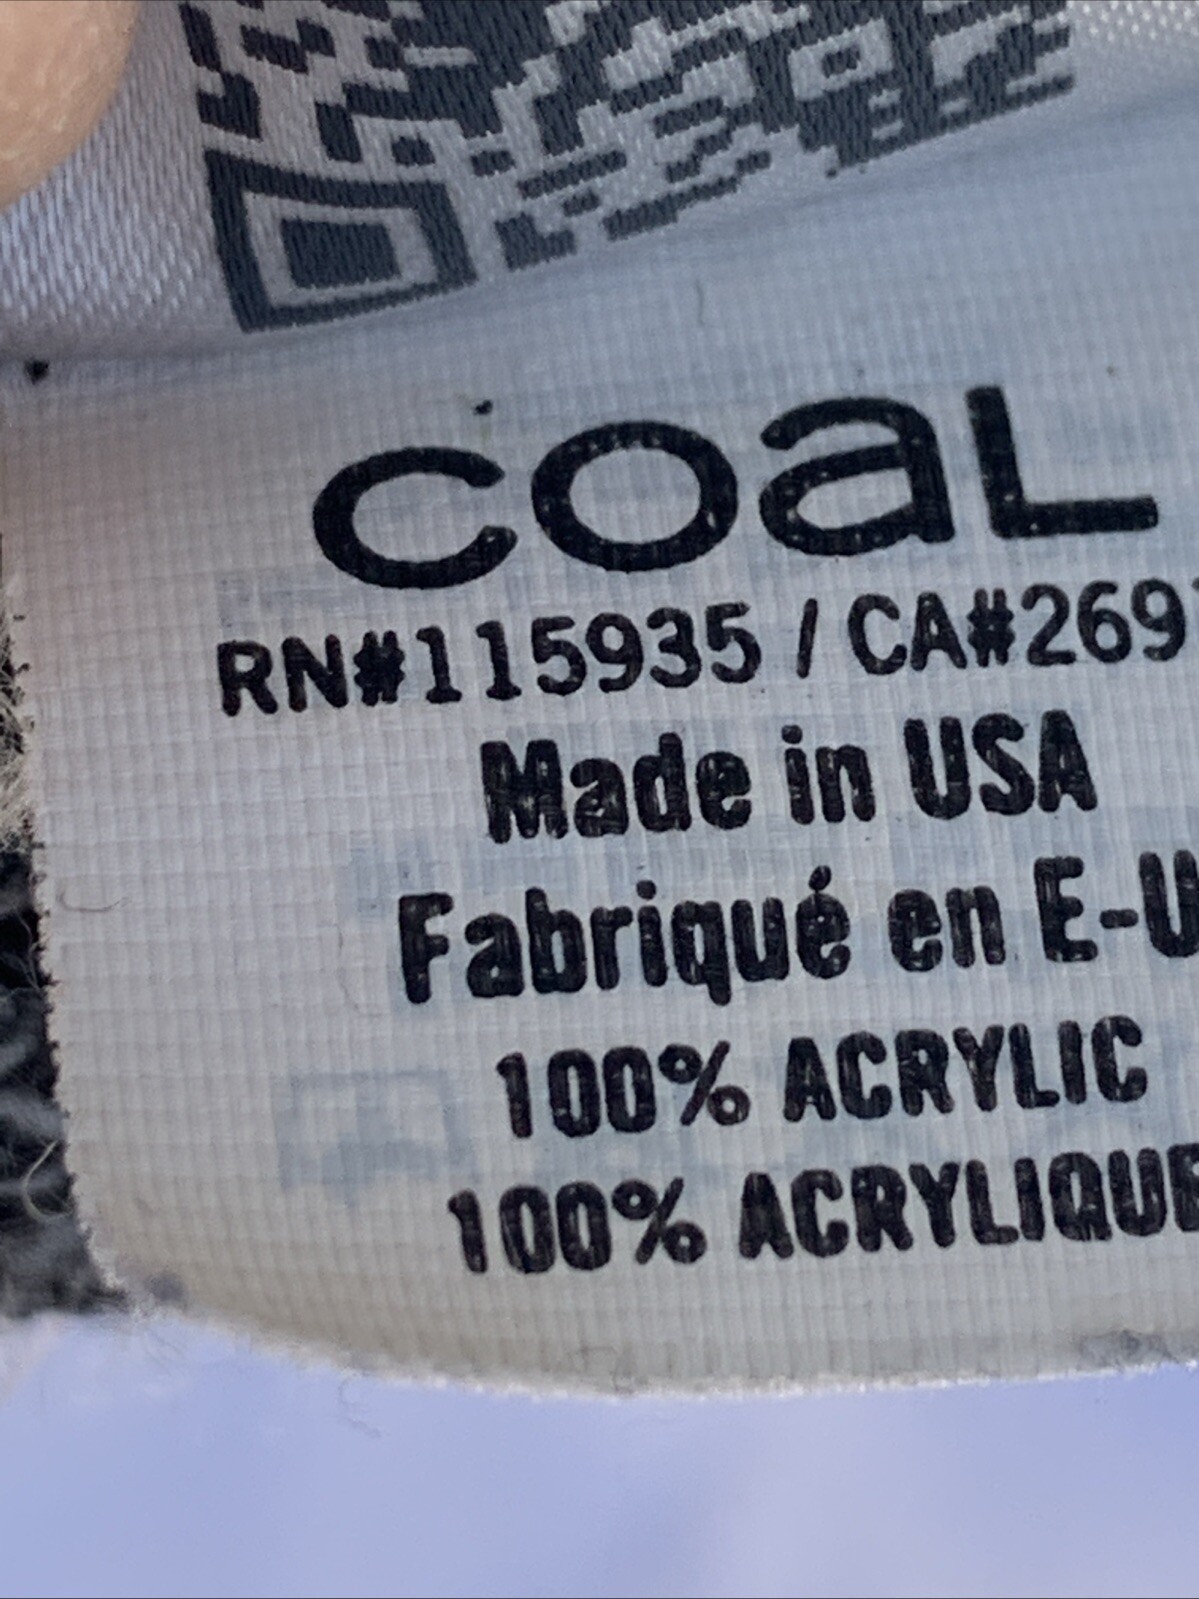 coaL
RN#115935 / CA#269
Made in USA
Fabriqué en E-U
100% ACRYLIC
100% ACRYLIQUE